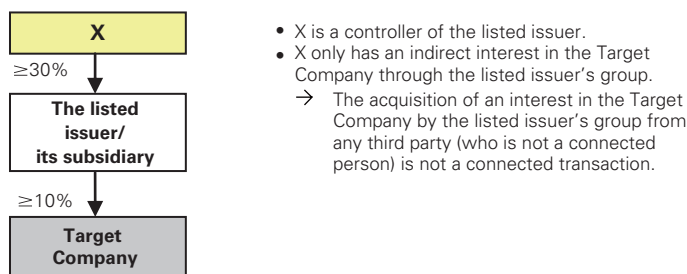 X
≥30%
The listed
issuer/
its subsidiary
≥10%
Target
Company
• X is a controller of the listed issuer.
• X only has an indirect interest in the Target
Company through the listed issuer's group.
→ The acquisition of an interest in the Target
Company by the listed issuer's group from
any third party (who is not a connected
person) is not a connected transaction.